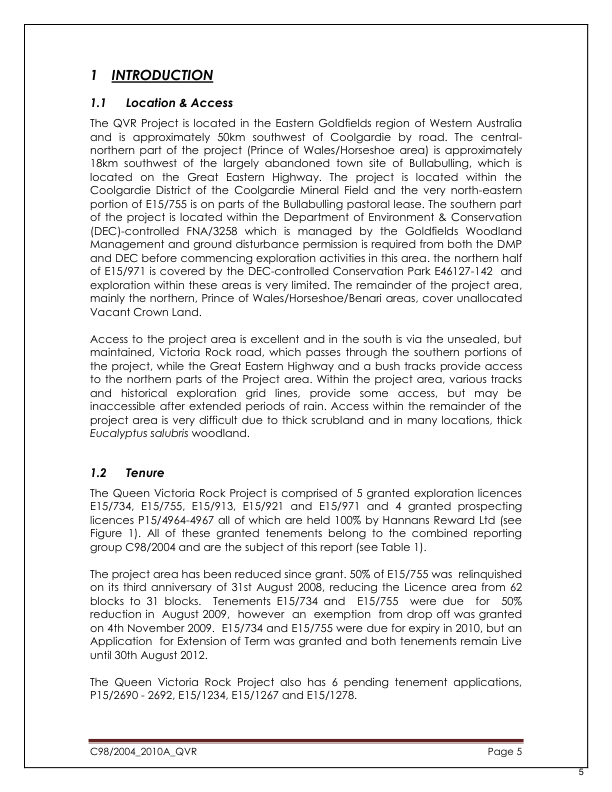 1 INTRODUCTION
1.1 Location & Access
The QVR Project is located in the Eastern Goldfields region of Western Australia
and is approximately 50km southwest of Coolgardie by road. The central-
northern part of the project (Prince of Wales/Horseshoe area) is approximately
18km southwest of the largely abandoned town site of Bullabulling, which is
located on the Great Eastern Highway. The project is located within the
Coolgardie District of the Coolgardie Mineral Field and the very north-eastern
portion of E15/755 is on parts of the Bullabulling pastoral lease. The southern part
of the project is located within the Department of Environment & Conservation
(DEC)-controlled FNA/3258 which is managed by the Goldfields Woodland
Management and ground disturbance permission is required from both the DMP
and DEC before commencing exploration activities in this area. the northern half
of E15/971 is covered by the DEC-controlled Conservation Park E46127-142 and
exploration within these areas is very limited. The remainder of the project area,
mainly the northern, Prince of Wales/Horseshoe/Benari areas, cover unallocated
Vacant Crown Land.
Access to the project area is excellent and in the south is via the unsealed, but
maintained, Victoria Rock road, which passes through the southern portions of
the project, while the Great Eastern Highway and a bush tracks provide access
to the northern parts of the Project area. Within the project area, various tracks
and historical exploration grid lines, provide some access, but may be
inaccessible after extended periods of rain. Access within the remainder of the
project area is very difficult due to thick scrubland and in many locations, thick
Eucalyptus salubris woodland.
1.2 Tenure
The Queen Victoria Rock Project is comprised of 5 granted exploration licences
E15/734, E15/755, E15/913, E15/921 and E15/971 and 4 granted prospecting
licences P15/4964-4967 all of which are held 100% by Hannans Reward Ltd (see
Figure 1). All of these granted tenements belong to the combined reporting
group C98/2004 and are the subject of this report (see Table 1).
The project area has been reduced since grant. 50% of E15/755 was relinquished
on its third anniversary of 31st August 2008, reducing the Licence area from 62
blocks to 31 blocks. Tenements E15/734 and E15/755 were due for 50%
reduction in August 2009, however an exemption from drop off was granted
on 4th November 2009. E15/734 and E15/755 were due for expiry in 2010, but an
Application for Extension of Term was granted and both tenements remain Live
until 30th August 2012.
The Queen Victoria Rock Project also has 6 pending tenement applications,
P15/2690 - 2692, E15/1234, E15/1267 and E15/1278.
C98/2004_2010A_QVR Page 5
5